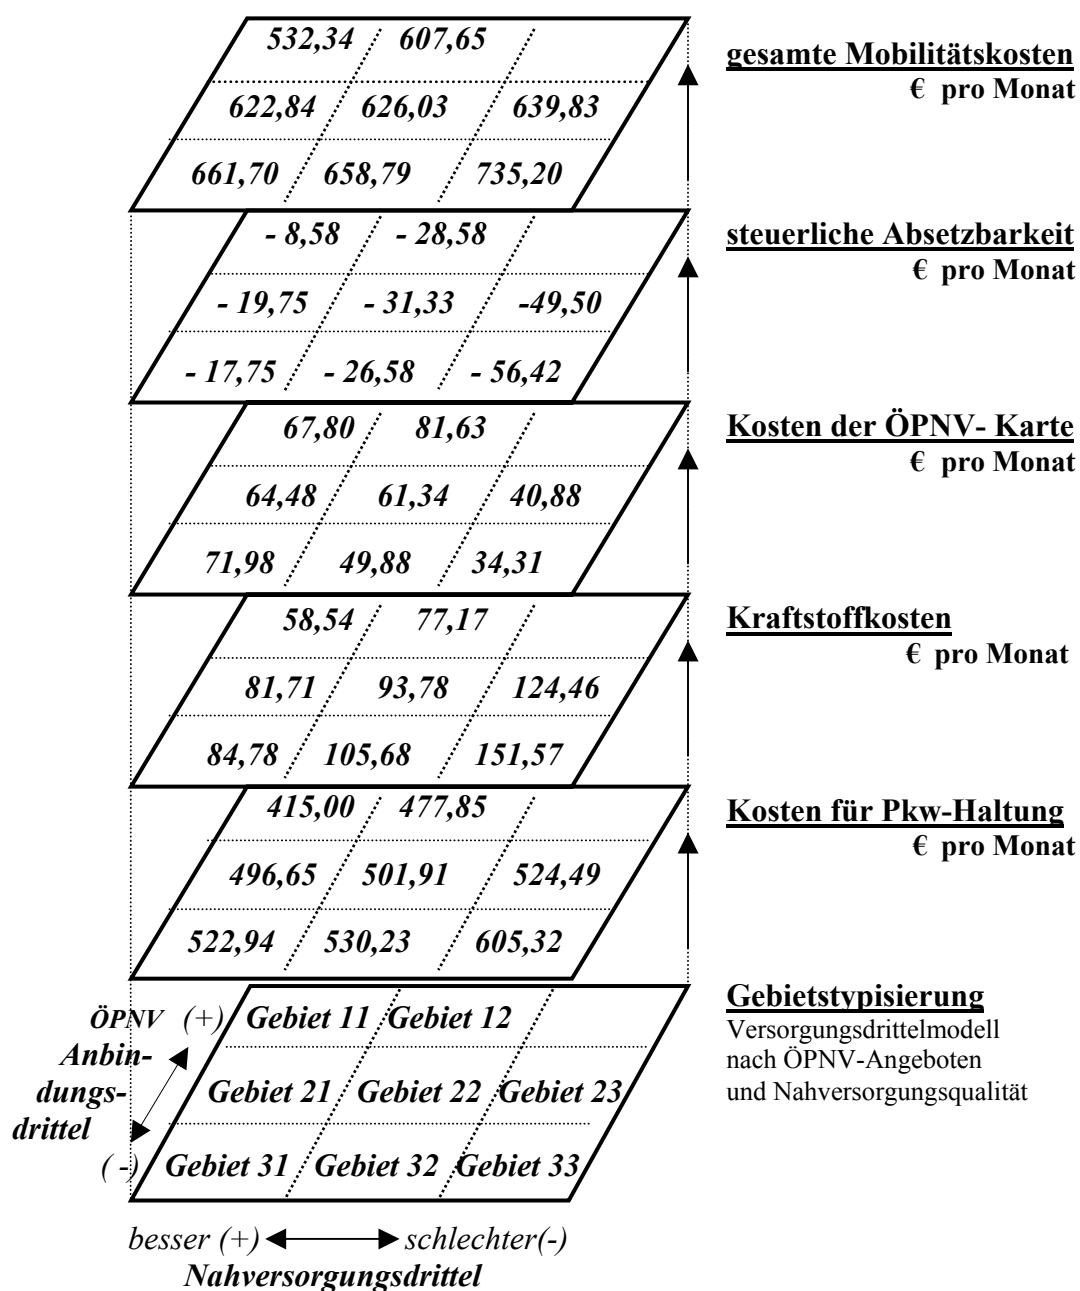 532,34 607,65
gesamte Mobilitätskosten
€ pro Monat
622,84 626,03 639,83
661,70 658,79 735,20
- 8,58 - 28,58
steuerliche Absetzbarkeit
€ pro Monat
- 19,75 - 31,33 -49,50
- 17,75 - 26,58 - 56,42
67,80 81,63
Kosten der ÖPNV- Karte
€ pro Monat
64,48 61,34 40,88
71,98 49,88 34,31
58,54 77,17
Kraftstoffkosten
€ pro Monat
81,71 93,78 124,46
84,78 105,68 151,57
415,00 477,85
Kosten für Pkw-Haltung
€ pro Monat
496,65 501,91 524,49
522,94 530,23 605,32
Gebietstypisierung
Versorgungsdrittelmodell
nach ÖPNV-Angeboten
und Nahversorgungsqualität
ÖPNV (+) Gebiet 11 Gebiet 12
Anbin-
dungs-
drittel
Gebiet 21 Gebiet 22 Gebiet 23
( -) Gebiet 31 Gebiet 32 Gebiet 33
besser (+) schlechter(-)
Nahversorgungsdrittel